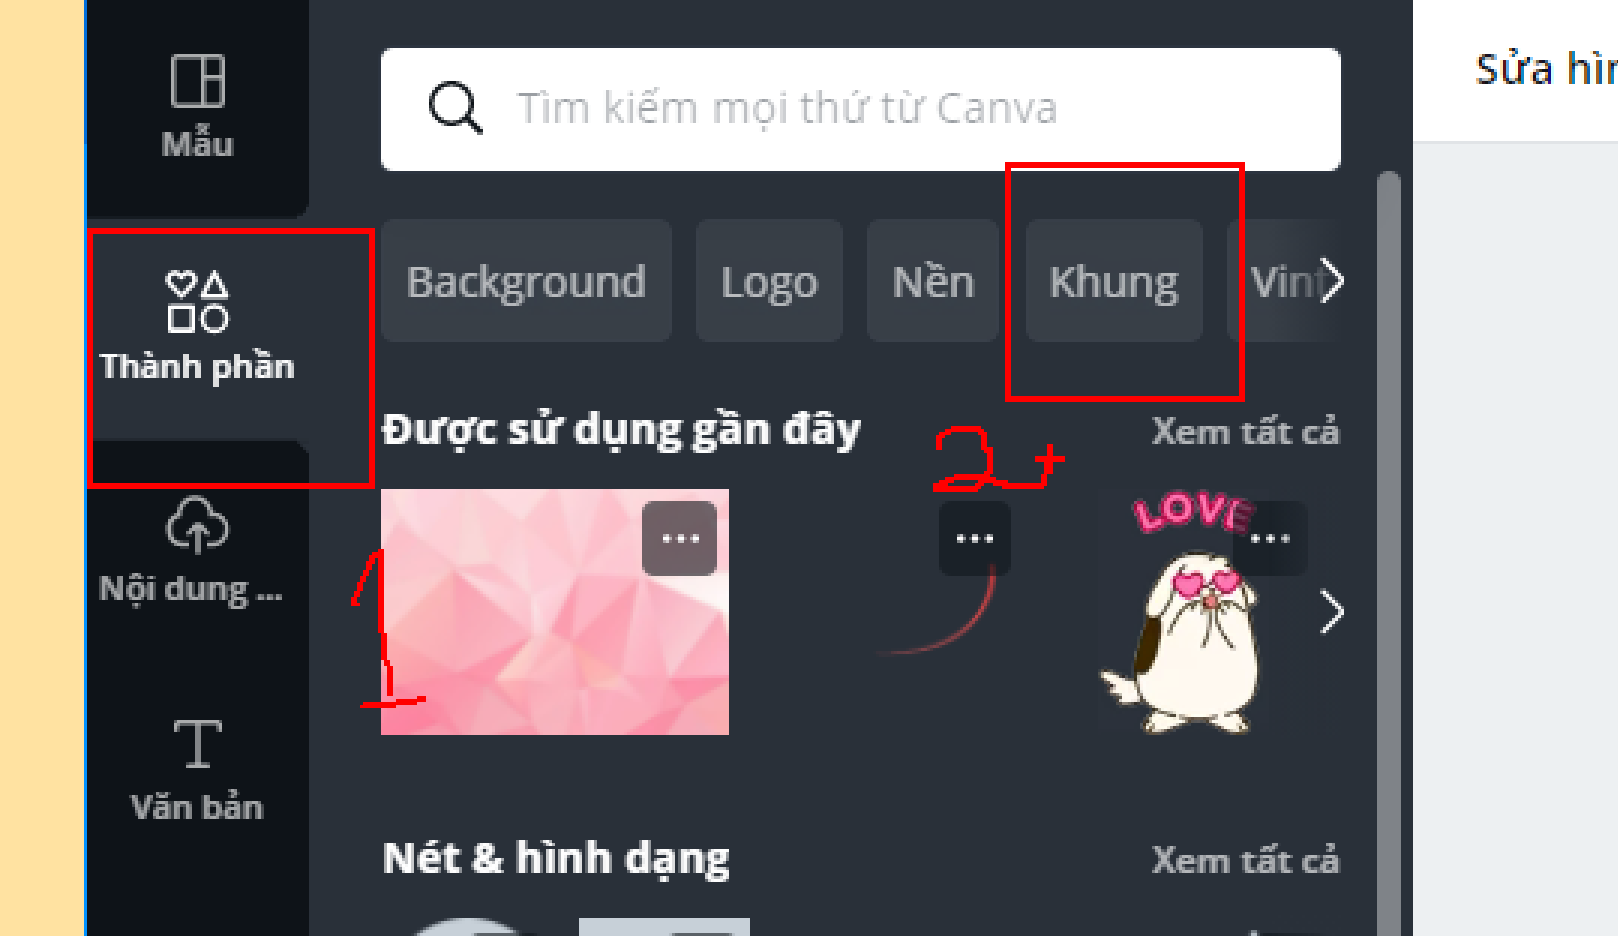 Tìm kiếm mọi thứ từ Canva
Sửa hìn
Mẫu
Background Logo Nền Khung Vint
Thành phần
Được sử dụng gần đây Xem tất cả
2+
LOVE
1
Nội dung ...
Văn bản
Nét & hình dạng Xem tất cả